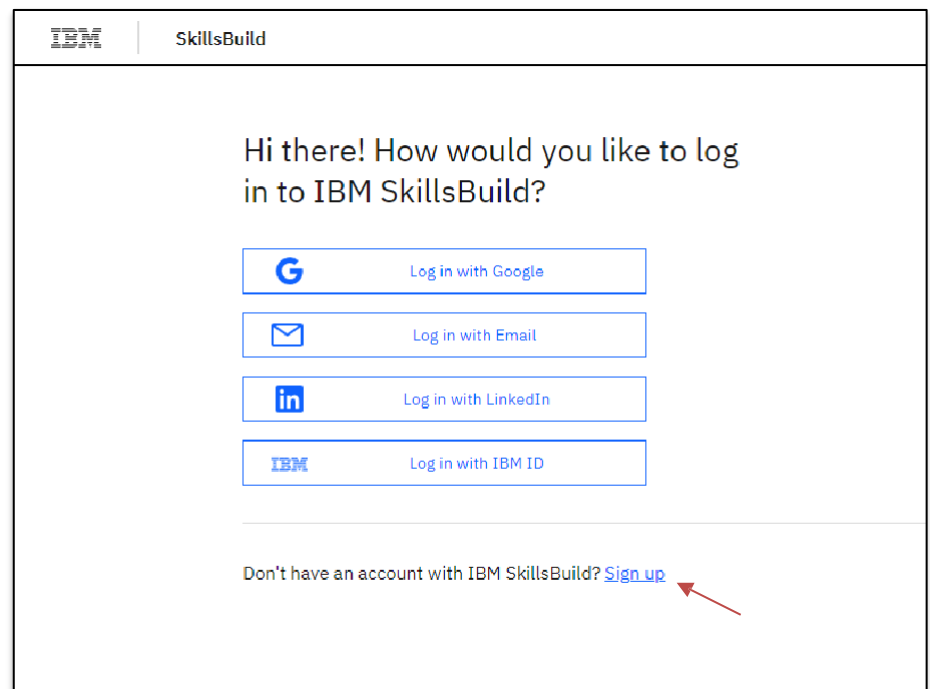 IBM SkillsBuild
Hi there! How would you like to log
in to IBM SkillsBuild?
Log in with Google
Log in with Email
in Log in with LinkedIn
IBM Log in with IBM ID
Don't have an account with IBM SkillsBuild? Sign up